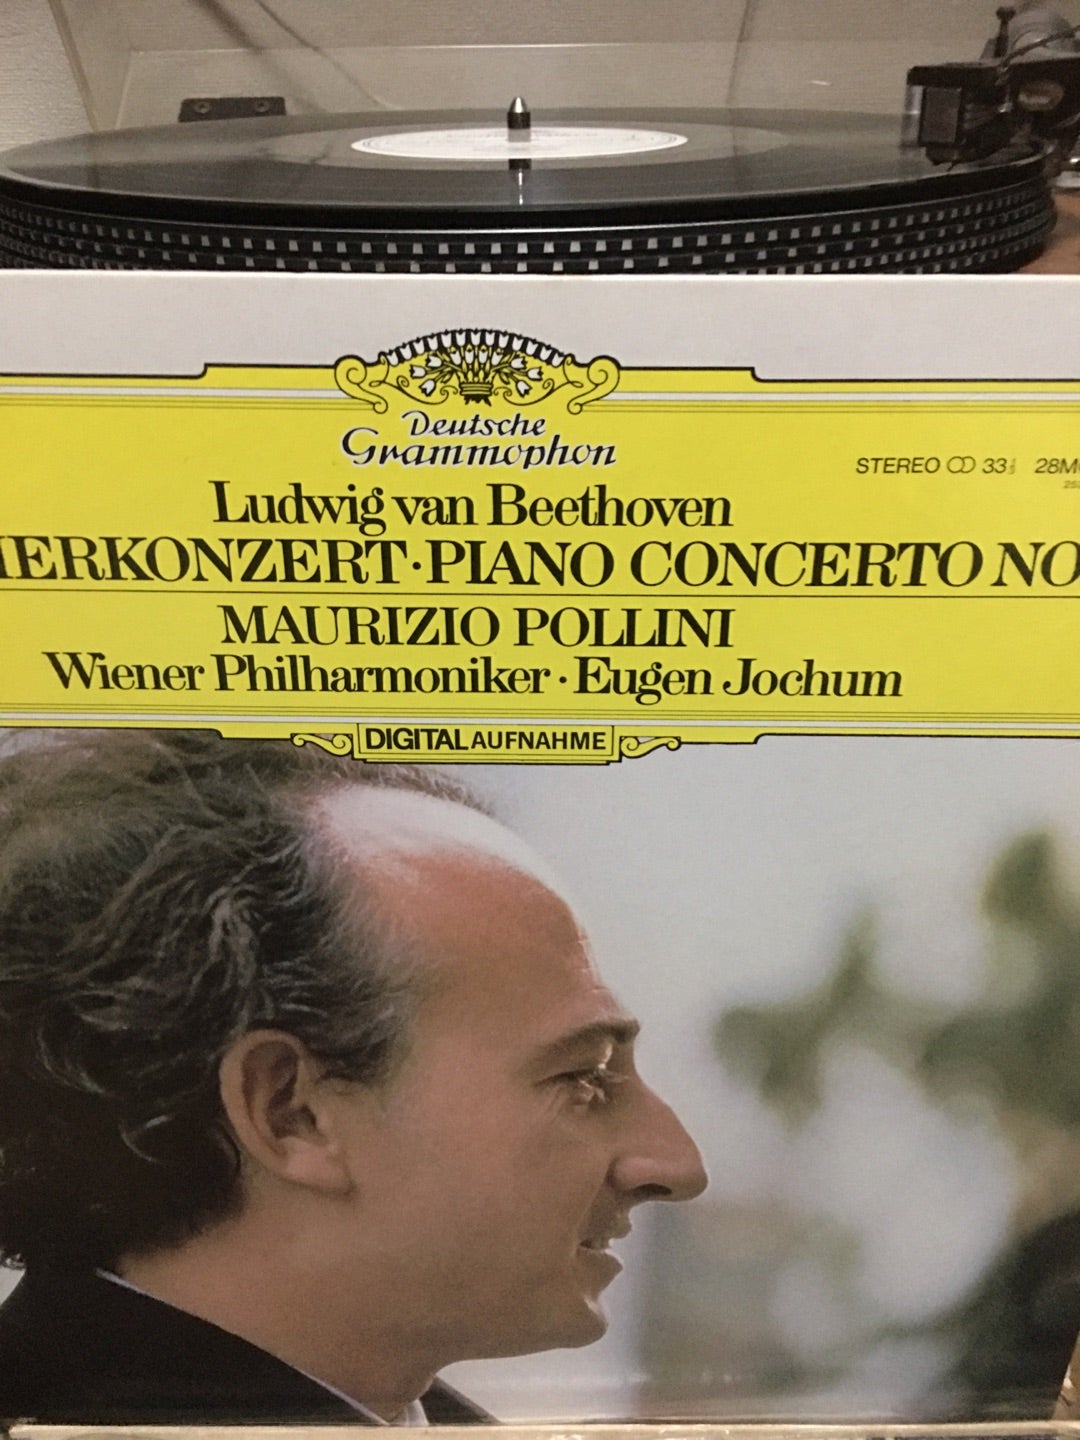 Deutsche
Grammophon
STEREO 33 28M
Ludwig van Beethoven
IERKONZERT·PIANO CONCERTO NO
MAURIZIO POLLINI
Wiener Philharmoniker · Eugen Jochum
DIGITAL AUFNAHME